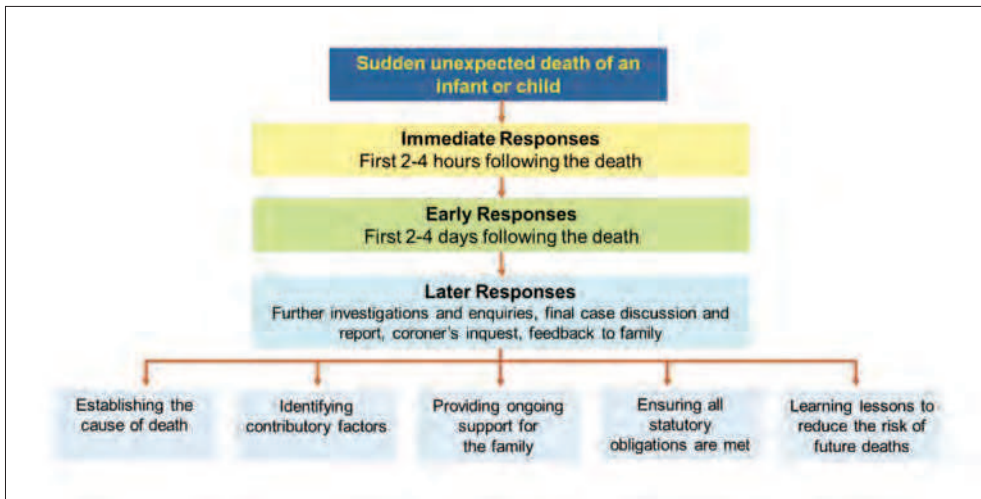 Sudden unexpected death of an
infant or child
Immediate Responses
First 2-4 hours following the death
Early Responses
First 2-4 days following the death
Later Responses
Further investigations and enquiries, final case discussion and
report, coroner's inquest, feedback to family
Establishing the
cause of death
Identifying
contributory factors
Providing ongoing
support for
the family
Ensuring all
statutory
obligations are met
Learning lessons to
reduce the risk of
future deaths